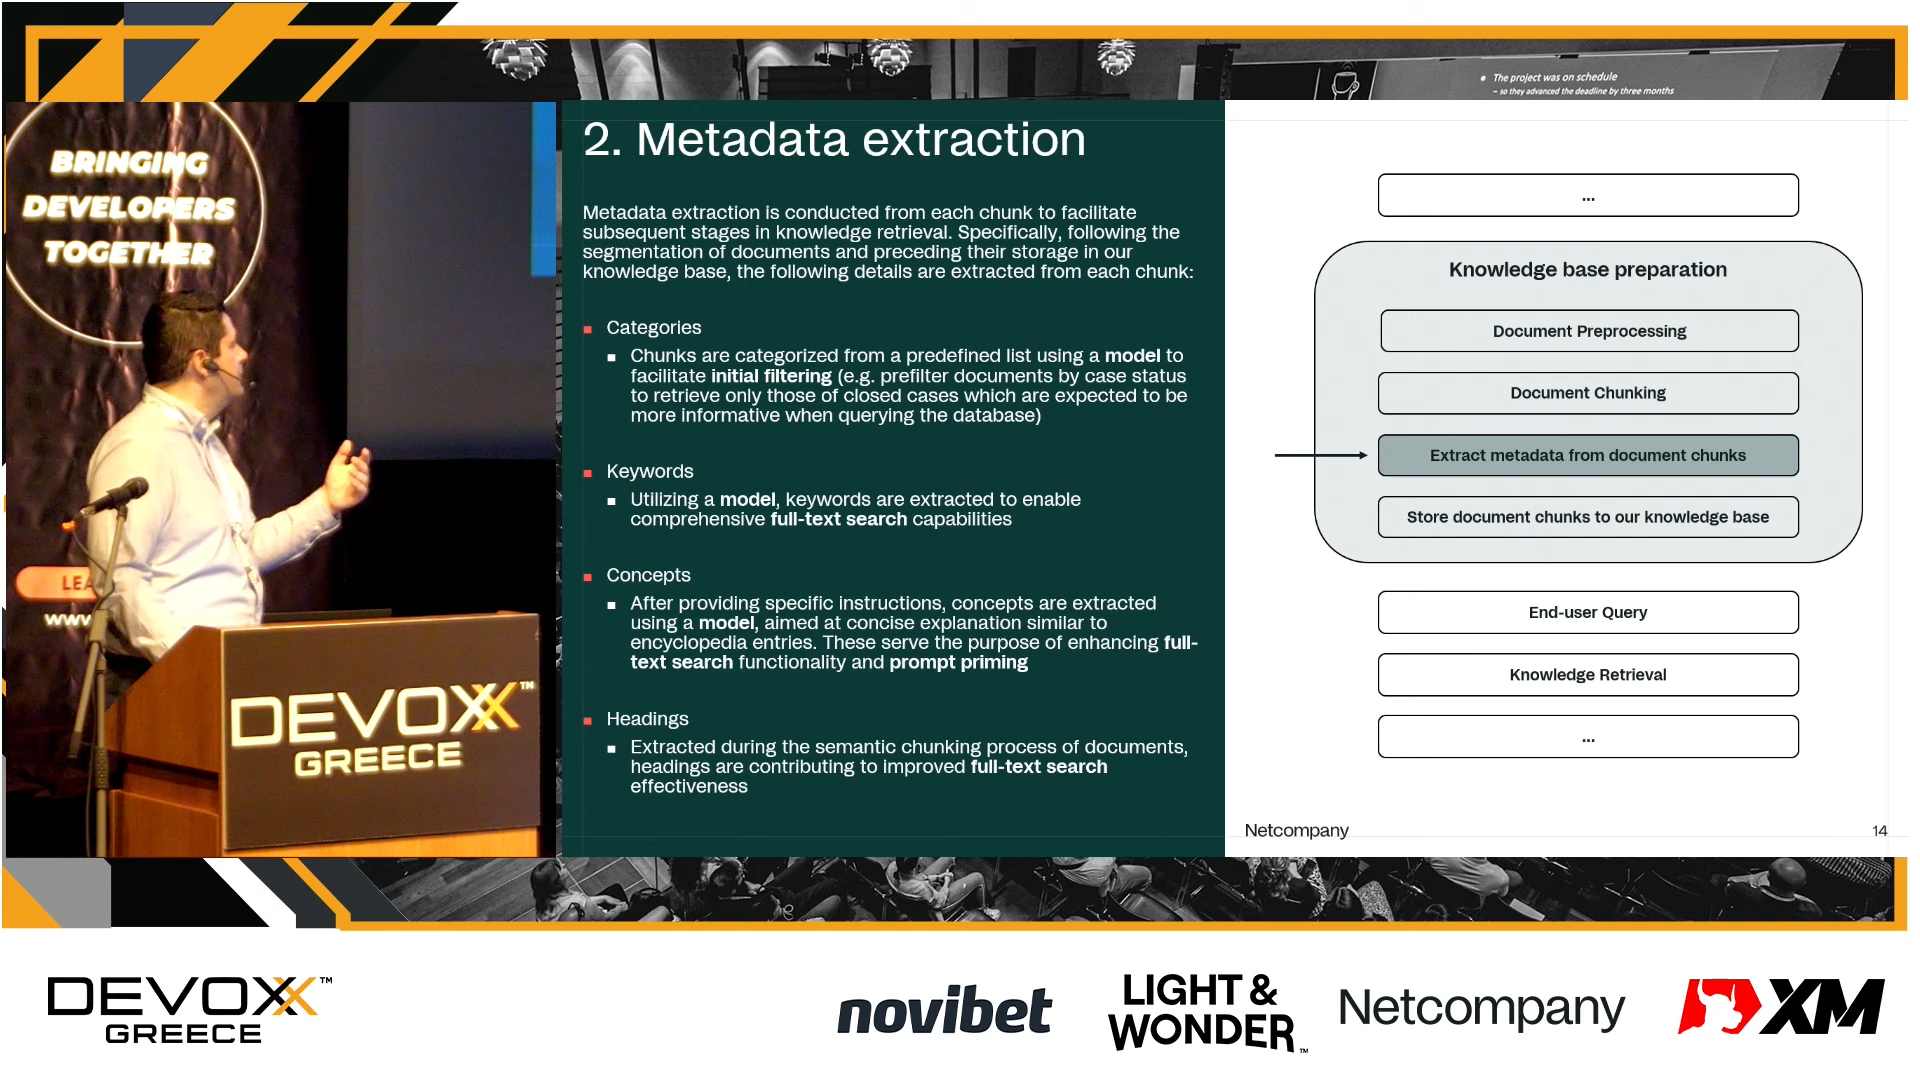 The project was on schedule
– so they advanced the deadline by three months
BRINGING
DEVELOPERS
TOGETHER
LEA
www
DEVOXX™
GREECE
2. Metadata extraction
Metadata extraction is conducted from each chunk to facilitate
subsequent stages in knowledge retrieval. Specifically, following the
segmentation of documents and preceding their storage in our
knowledge base, the following details are extracted from each chunk:
Categories
Chunks are categorized from a predefined list using a model to
facilitate initial filtering (e.g. prefilter documents by case status
to retrieve only those of closed cases which are expected to be
more informative when querying the database)
Keywords
Utilizing a model, keywords are extracted to enable
comprehensive full-text search capabilities
Concepts
After providing specific instructions, concepts are extracted
using a model, aimed at concise explanation similar to
encyclopedia entries. These serve the purpose of enhancing full-
text search functionality and prompt priming
Headings
Extracted during the semantic chunking process of documents,
headings are contributing to improved full-text search
effectiveness
...
Knowledge base preparation
Document Preprocessing
Document Chunking
Extract metadata from document chunks
Store document chunks to our knowledge base
End-user Query
Knowledge Retrieval
...
Netcompany
14
DEVOXX™
GREECE
novibet
LIGHT &
WONDER™
Netcompany
XM